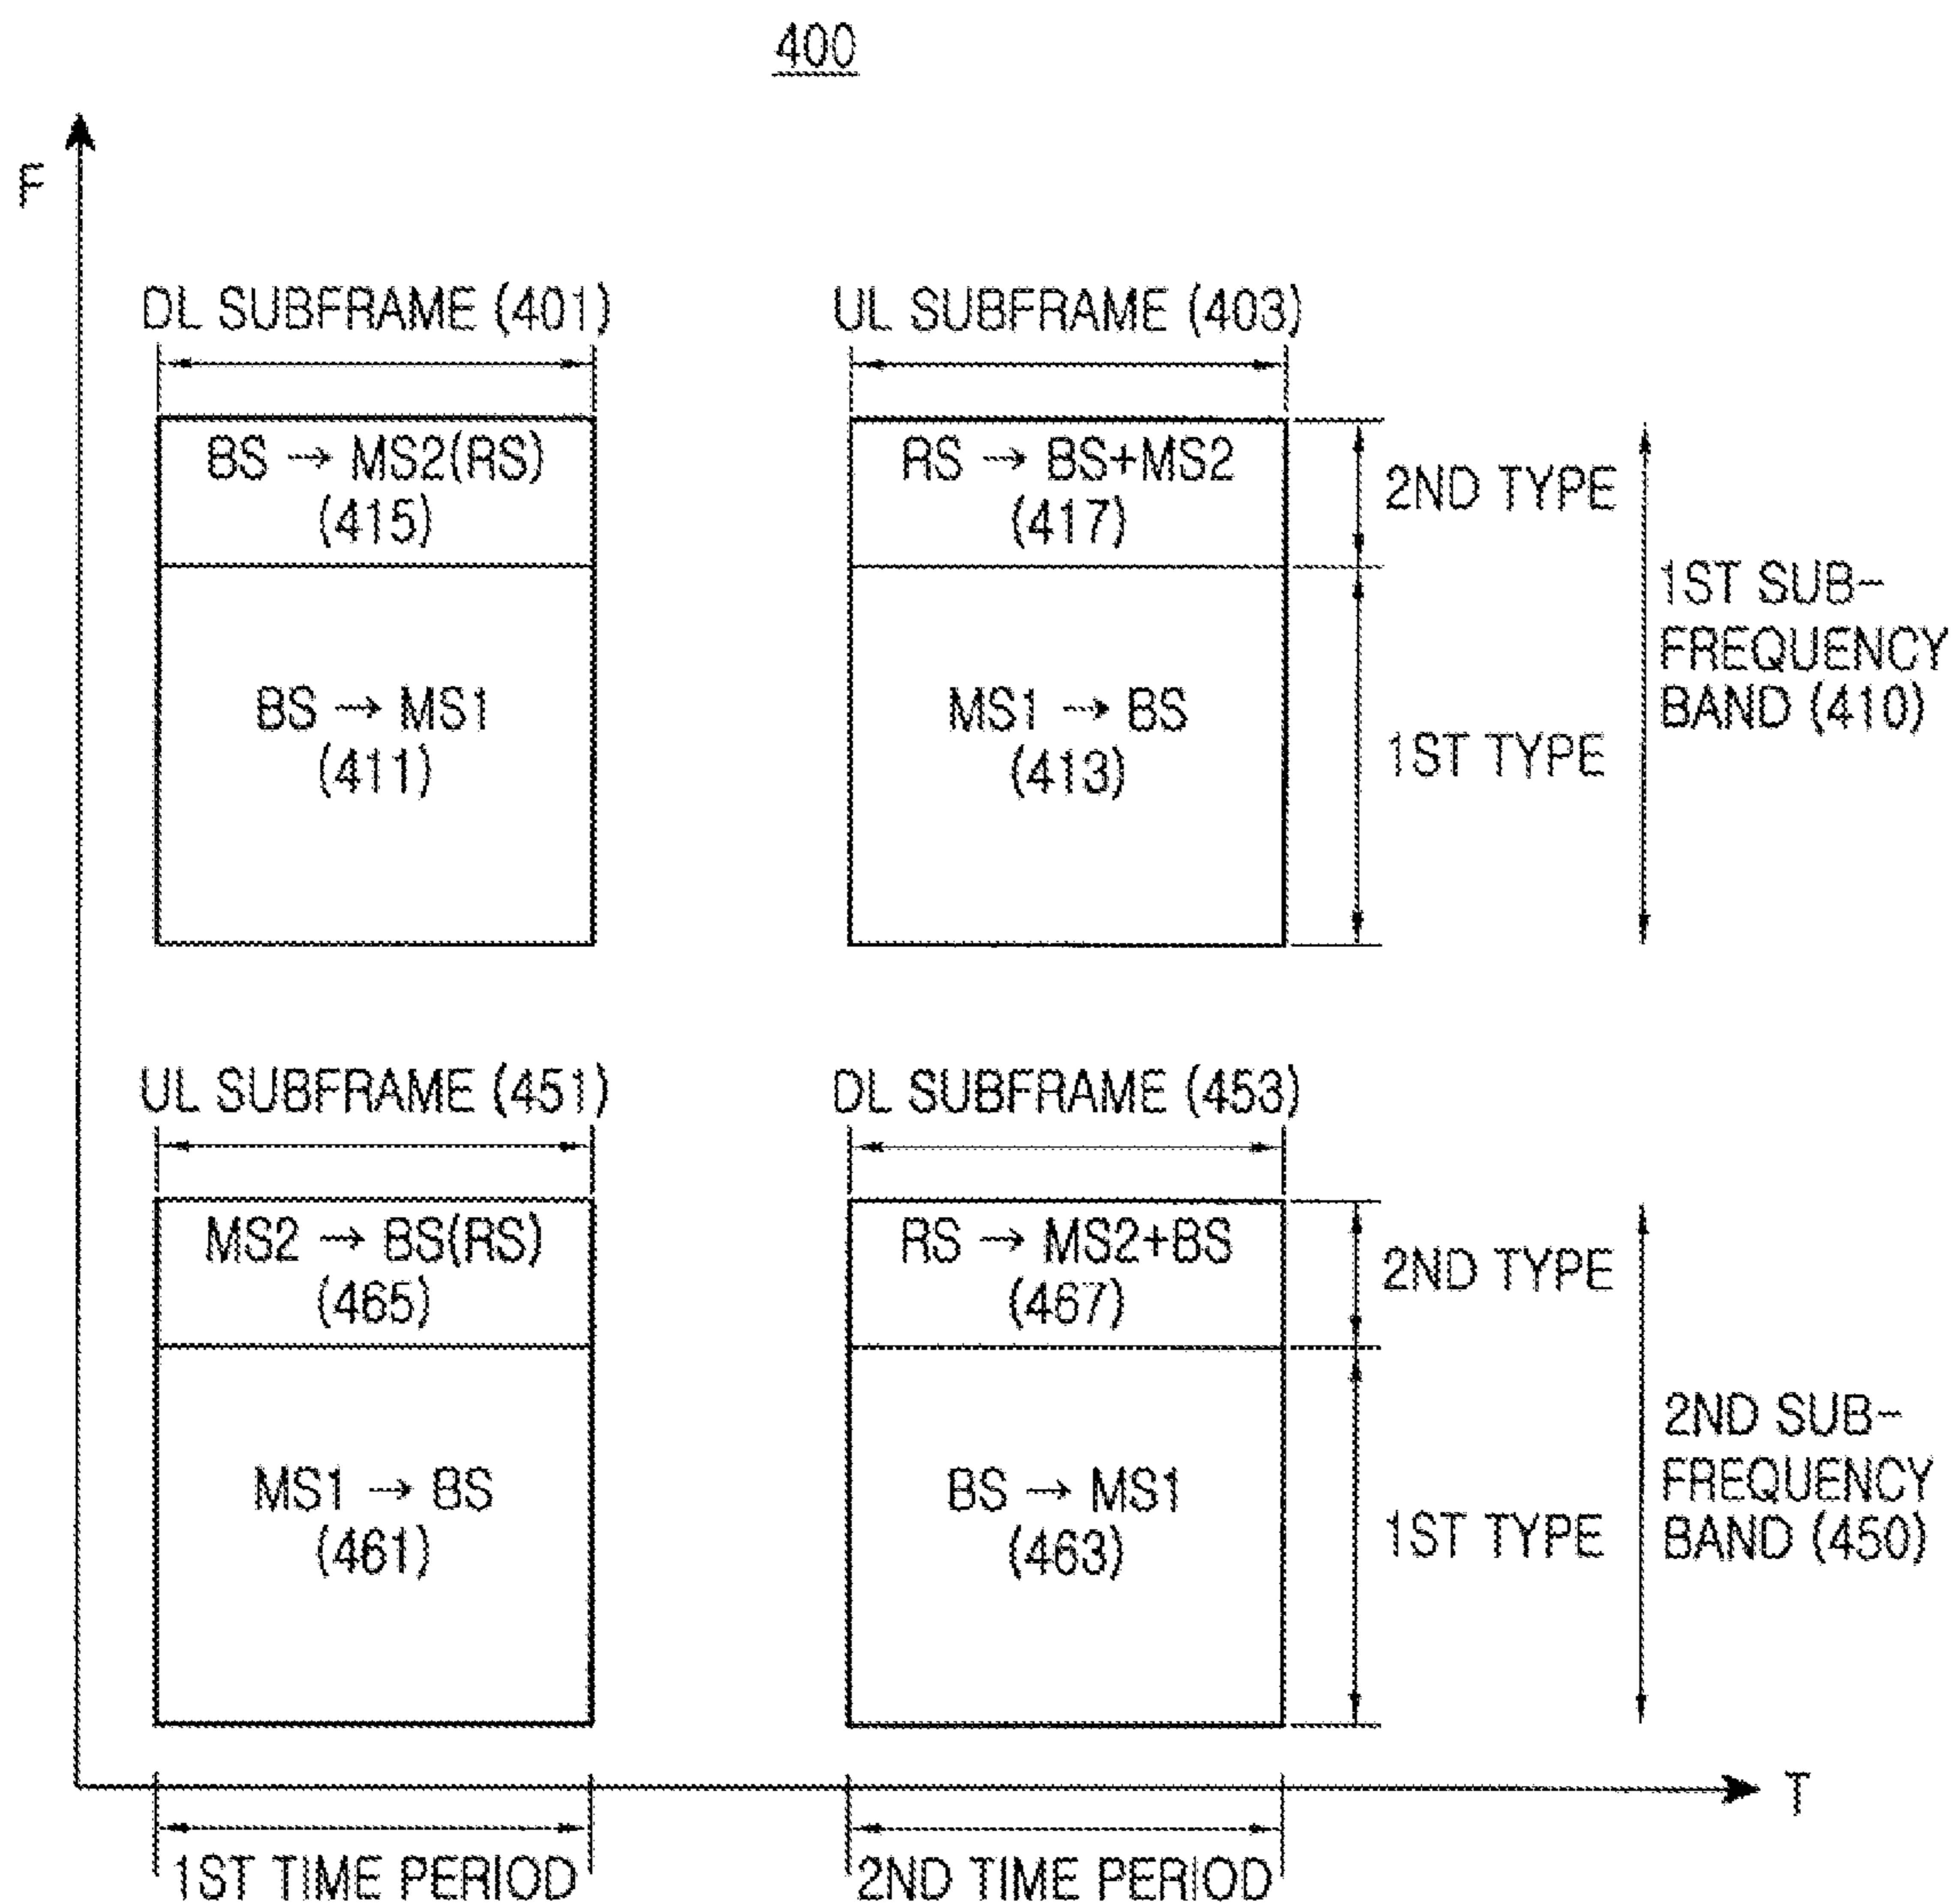 400
F
DL SUBFRAME (401)
UL SUBFRAME (403)
BS → MS2(RS)
(415)
RS → BS+MS2
(417)
2ND TYPE
BS → MS1
(411)
MS1 → BS
(413)
1ST TYPE
1ST SUB-
FREQUENCY
BAND (410)
UL SUBFRAME (451)
DL SUBFRAME (453)
MS2 → BS(RS)
(465)
RS → MS2+BS
(467)
2ND TYPE
MS1 → BS
(461)
BS → MS1
(463)
1ST TYPE
2ND SUB-
FREQUENCY
BAND (450)
T
1ST TIME PERIOD
2ND TIME PERIOD